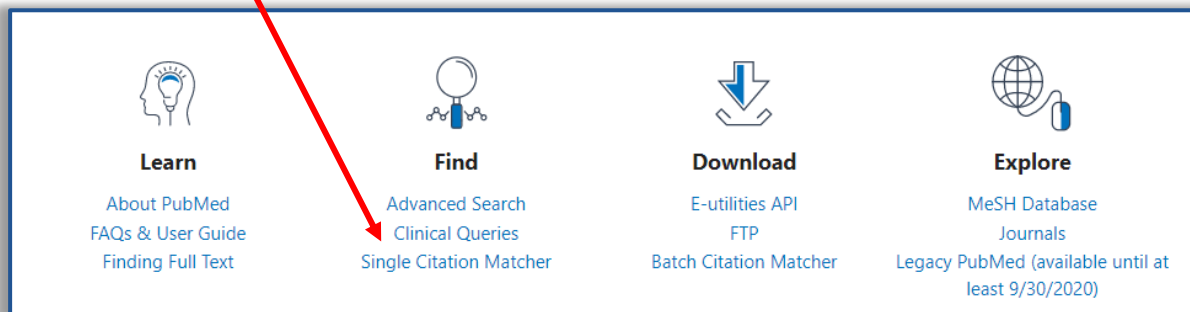 Learn
About PubMed
FAQs & User Guide
Finding Full Text
Find
Advanced Search
Clinical Queries
Single Citation Matcher
Download
E-utilities API
FTP
Batch Citation Matcher
Explore
MeSH Database
Journals
Legacy PubMed (available until at
least 9/30/2020)